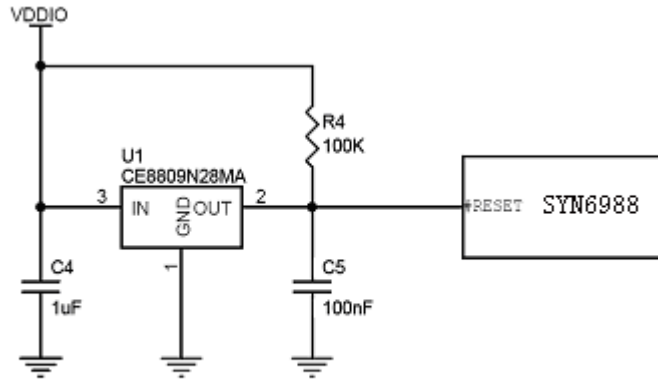 VDDIO
R4
100K
U1
CE8809N28MA
3 IN GND OUT 2
1
#RESET SYN6988
C4
1uF
C5
100nF